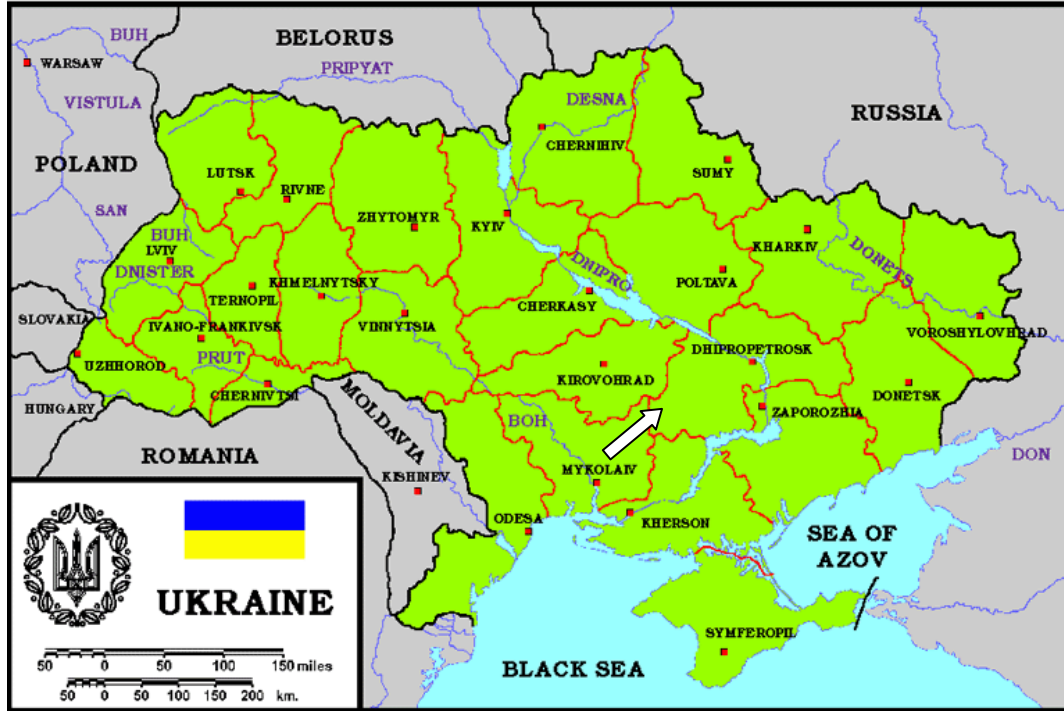 BUH
BELORUS
WARSAW
PRIPYAT
VISTULA
DESNA
RUSSIA
CHERNIHIV
POLAND
SUMY
LUTSK
RIVNE
SAN
ZHYTOMYR
KYIV
BUH
KHARKIV
LVIV
DNISTER
DNIPRO
DONETS
KHMELNYTSKY
POLTAVA
TERNOPIL
CHERKASY
SLOVAKIA
IVANO-FRANKIVSK
VINNYTSIA
VOROSHYLOVHRAD
DHIPROPETROSK
PRUT
UZHHOROD
KIROVOHRAD
CHERNIVTSI
DONETSK
MOLDAVIA
HUNGARY
ZAPOROZHIA
BOH
ROMANIA
DON
MYKOLAIV
KISHINEV
ODESA
KHERSON
SEA OF
AZOV
UKRAINE
SYMFEROPIL
50 0 50 100 150 miles
BLACK SEA
50 0 50 100 150 200 km.